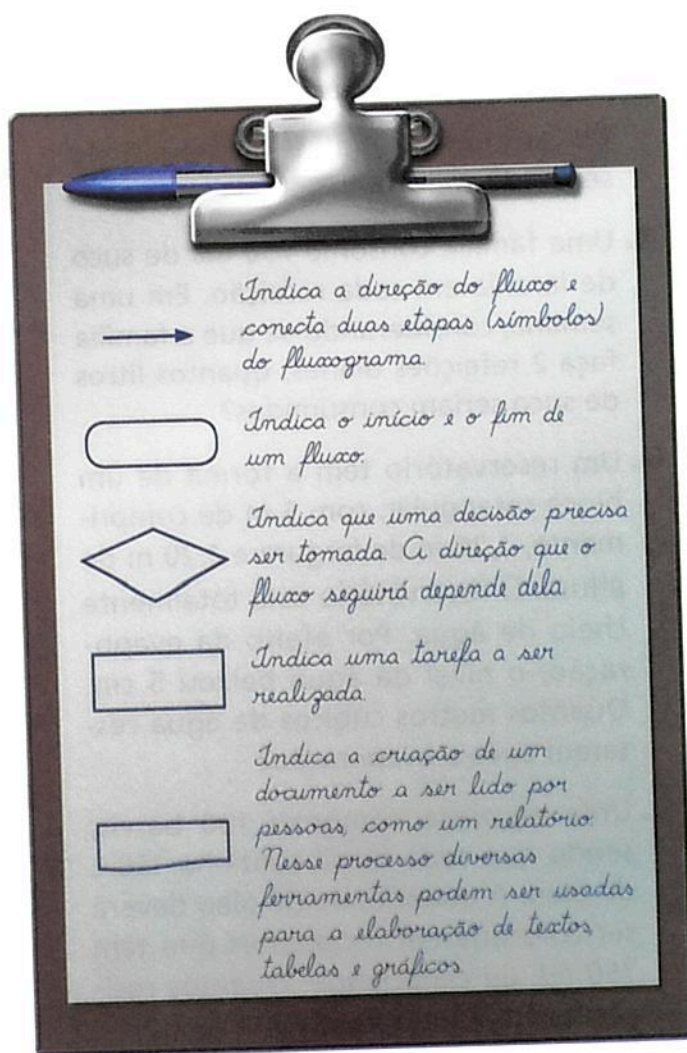 Indica a direção do fluxo e
conecta duas etapas (símbolos)
do fluxograma.
Indica o início e o fim de
um fluxo.
Indica que uma decisão precisa
ser tomada. A direção que o
fluxo seguirá depende dela.
Indica uma tarefa a ser
realizada.
Indica a criação de um
documento a ser lido por
pessoas, como um relatório.
Nesse processo diversas
ferramentas podem ser usadas
para a elaboração de textos,
tabelas e gráficos.